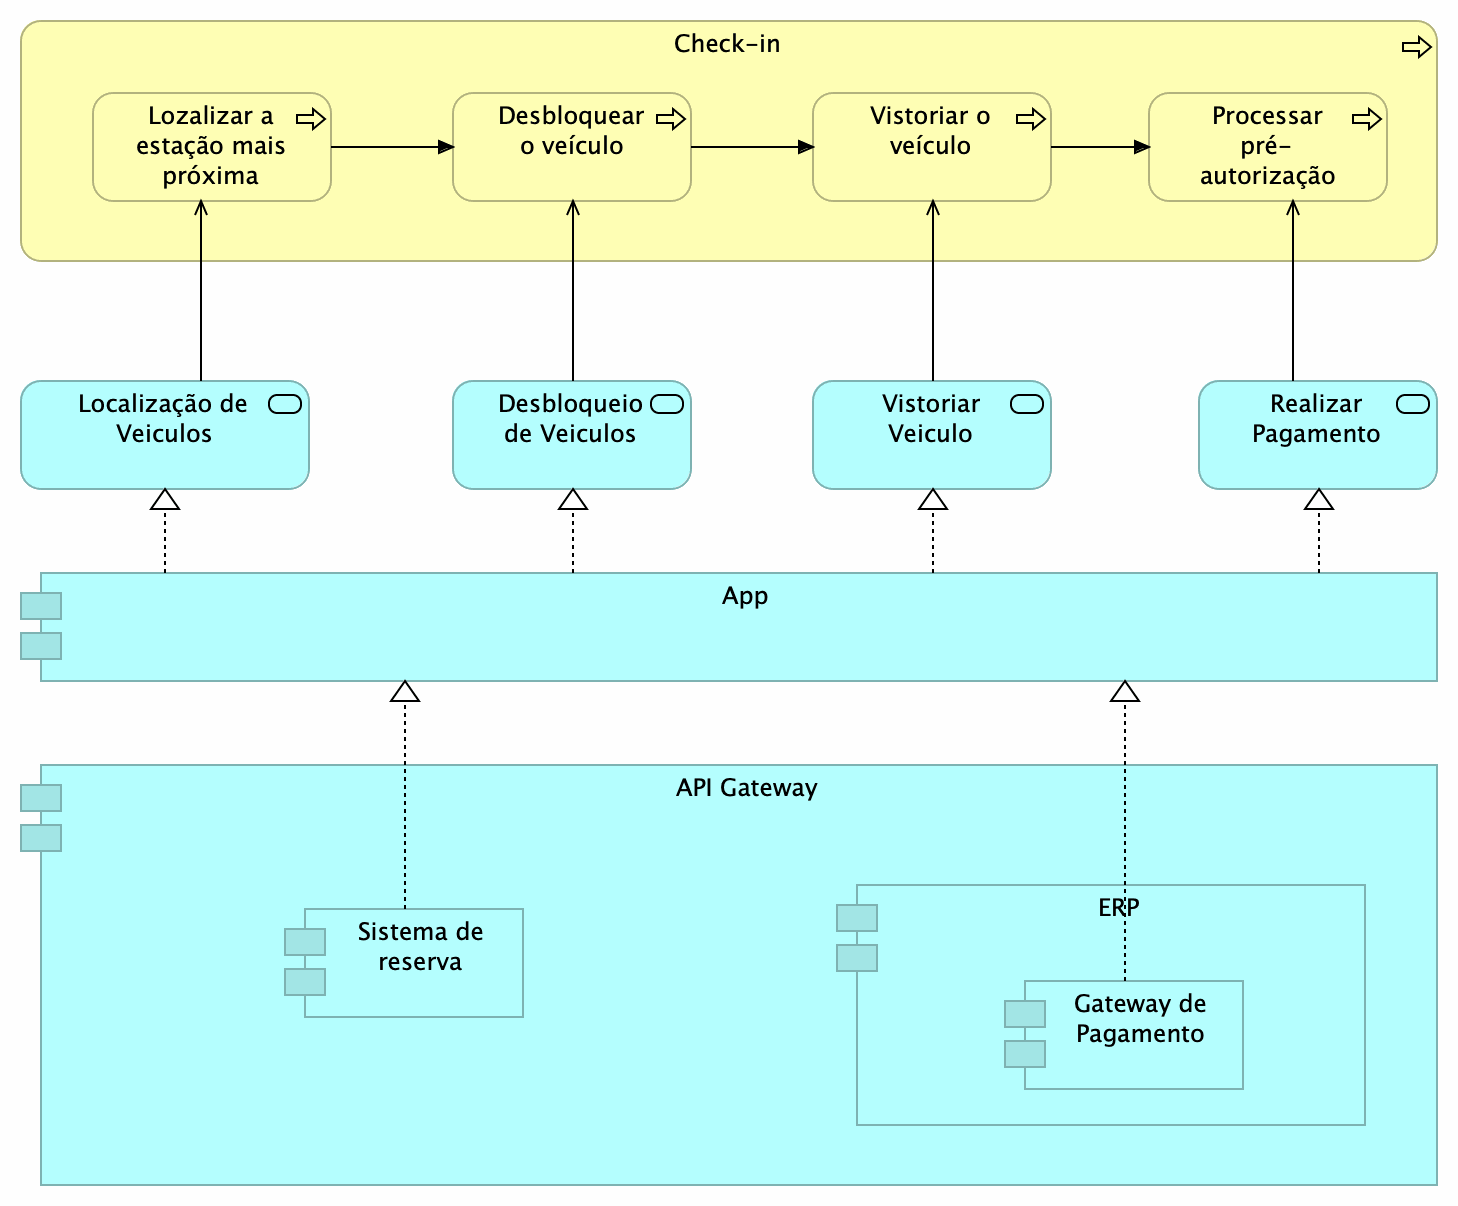 Check-in
Lozalizar a
estação mais
próxima
Desbloquear
o veículo
Vistoriar o
veículo
Processar
pré-
autorização
Localização de
Veiculos
Desbloqueio
de Veiculos
Vistoriar
Veiculo
Realizar
Pagamento
App
API Gateway
Sistema de
reserva
ERP
Gateway de
Pagamento